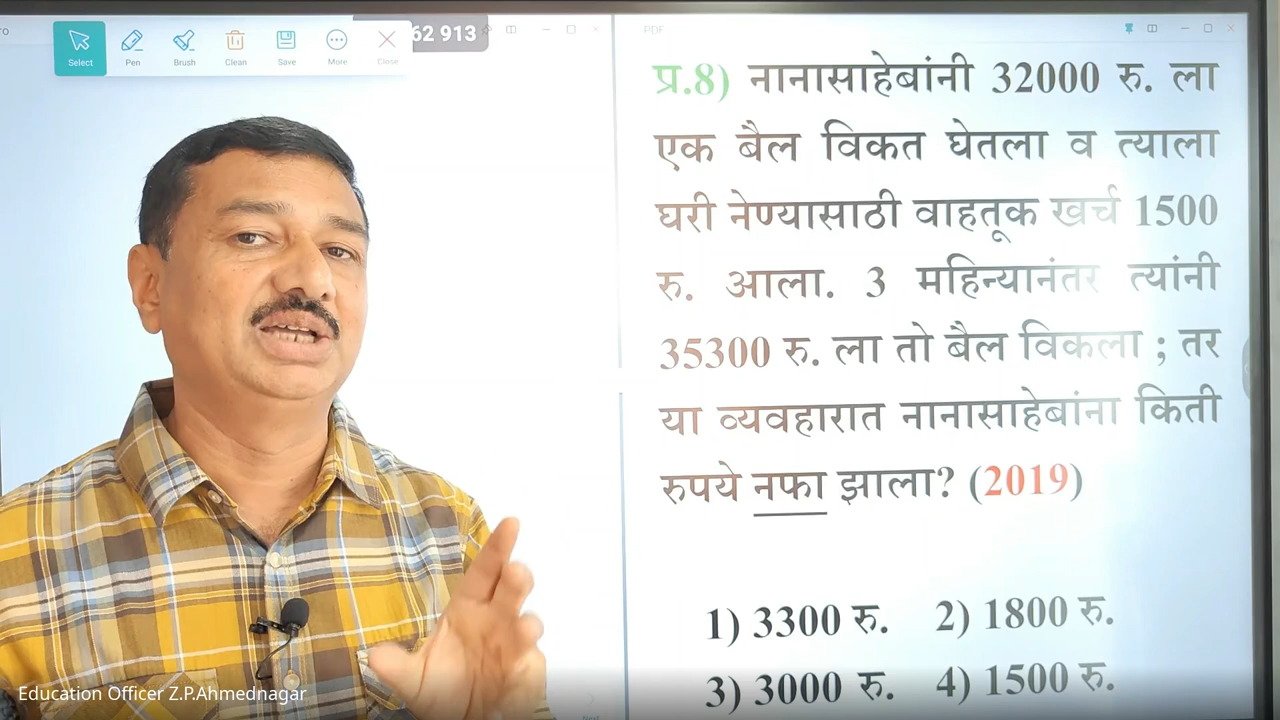 62 913
Select Pen Brush Clean Save More Close
PDF
प्र.8) नानासाहेबांनी 32000 रु. ला
एक बैल विकत घेतला व त्याला
घरी नेण्यासाठी वाहतूक खर्च 1500
रु. आला. 3 महिन्यानंतर त्यांनी
35300 रु. ला तो बैल विकला ; तर
या व्यवहारात नानासाहेबांना किती
रुपये नफा झाला? (2019)
1) 3300 रु. 2) 1800 रु.
3) 3000 रु. 4) 1500 रु.
Education Officer Z.P.Ahmednagar